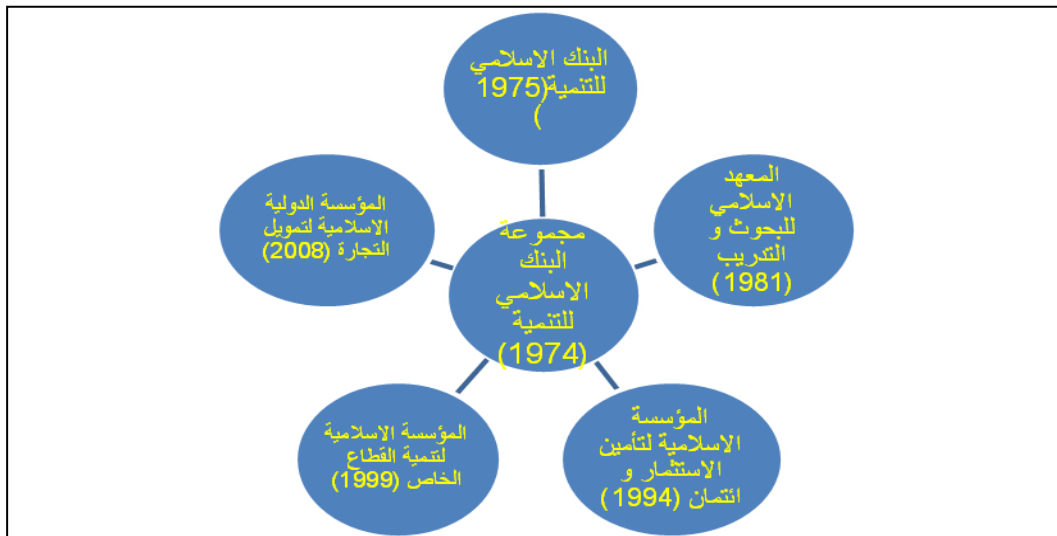 البنك الاسلامي
للتنمية(1975
)
المعهد
الاسلامي
للبحوث و
التدريب
(1981)
المؤسسة الدولية
الاسلامية لتمويل
التجارة (2008)
مجموعة
البنك
الاسلامي
للتنمية
(1974)
المؤسسة الاسلامية
لتنمية القطاع
الخاص (1999)
المؤسسة
الاسلامية لتأمين
الاستثمار و
ائتمان (1994)